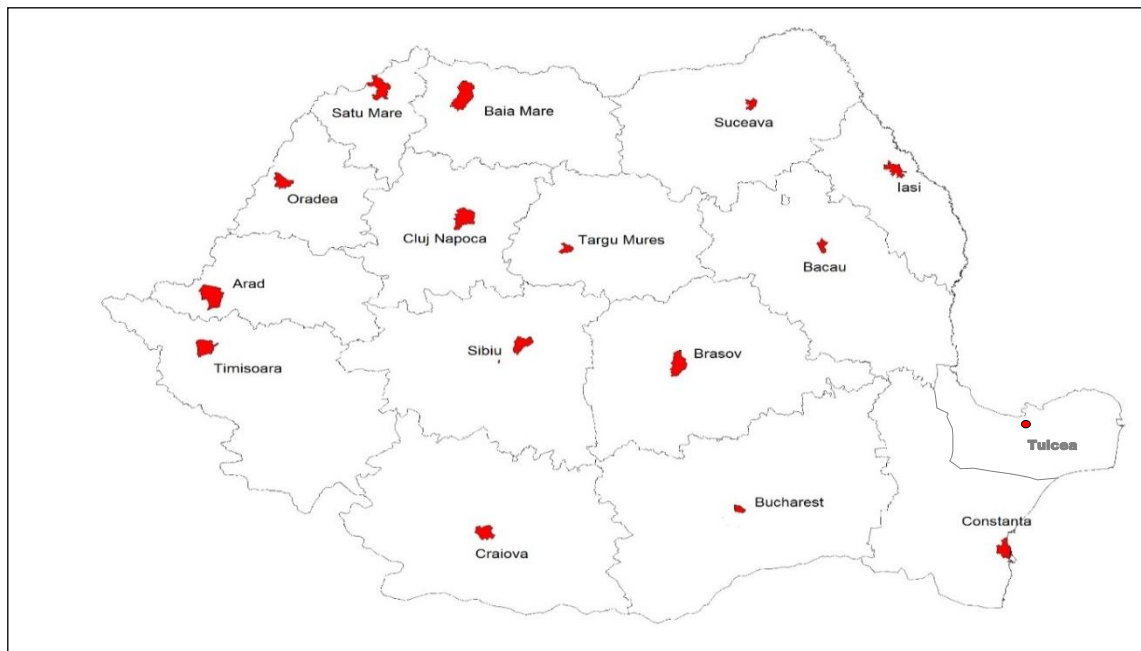 Satu Mare
Baia Mare
Suceava
Oradea
Iasi
Cluj Napoca
Targu Mures
Bacau
Arad
Timisoara
Sibiu
Brasov
Tulcea
Bucharest
Constanta
Craiova